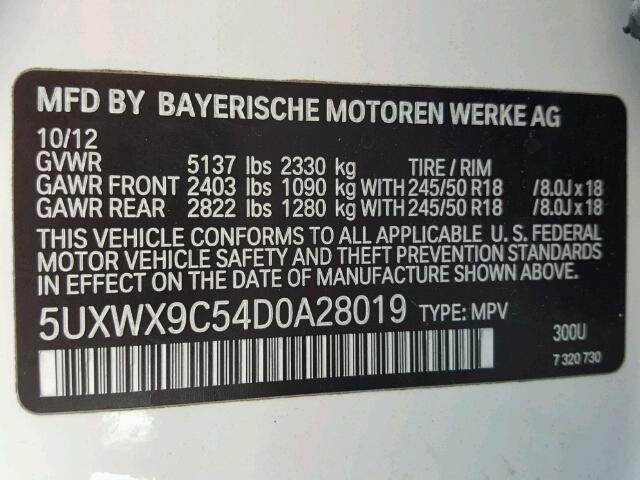 MFD BY BAYERISCHE MOTOREN WERKE AG
10/12
GVWR 5137 lbs 2330 kg TIRE / RIM
GAWR FRONT 2403 lbs 1090 kg WITH 245/50 R18 /8.0J x 18
GAWR REAR 2822 lbs 1280 kg WITH 245/50 R18 /8.0J x 18
THIS VEHICLE CONFORMS TO ALL APPLICABLE U. S. FEDERAL
MOTOR VEHICLE SAFETY AND THEFT PREVENTION STANDARDS
IN EFFECT ON THE DATE OF MANUFACTURE SHOWN ABOVE.
5UXWX9C54D0A28019 TYPE: MPV
300U
7 320 730